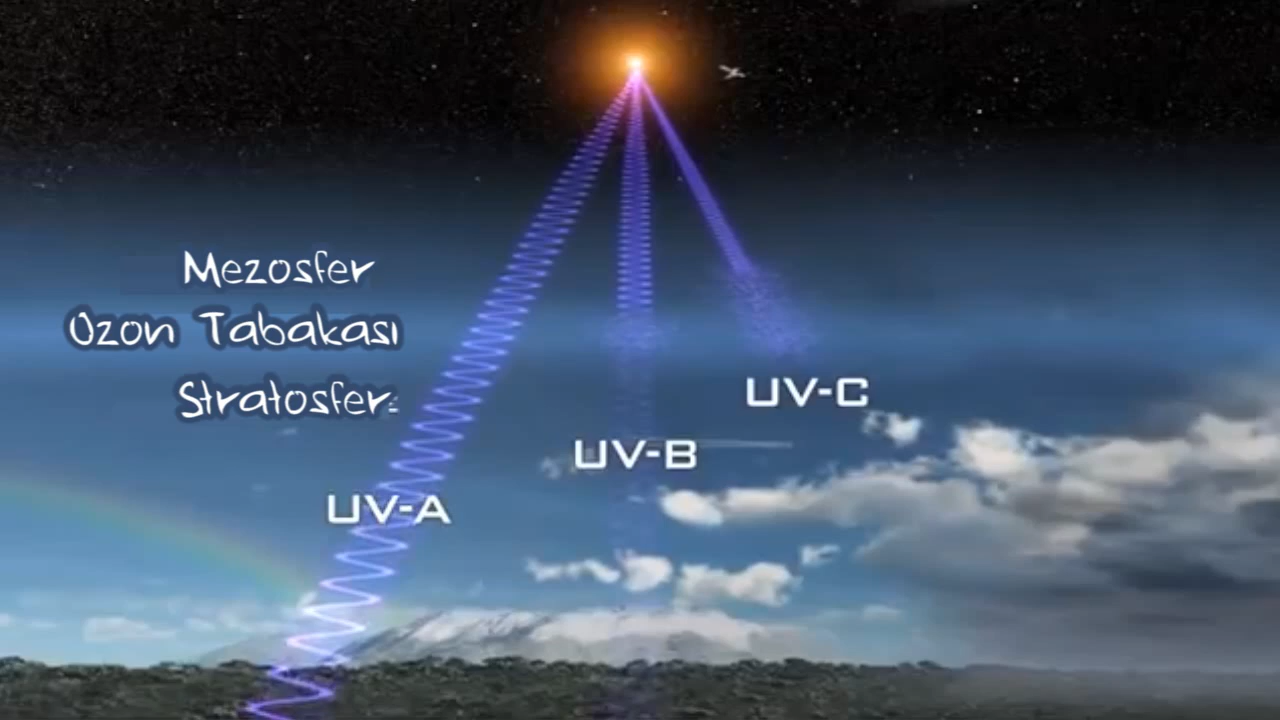 Mezosfer
Ozon Tabakası
Stratosfer
UV-C
UV-B
UV-A